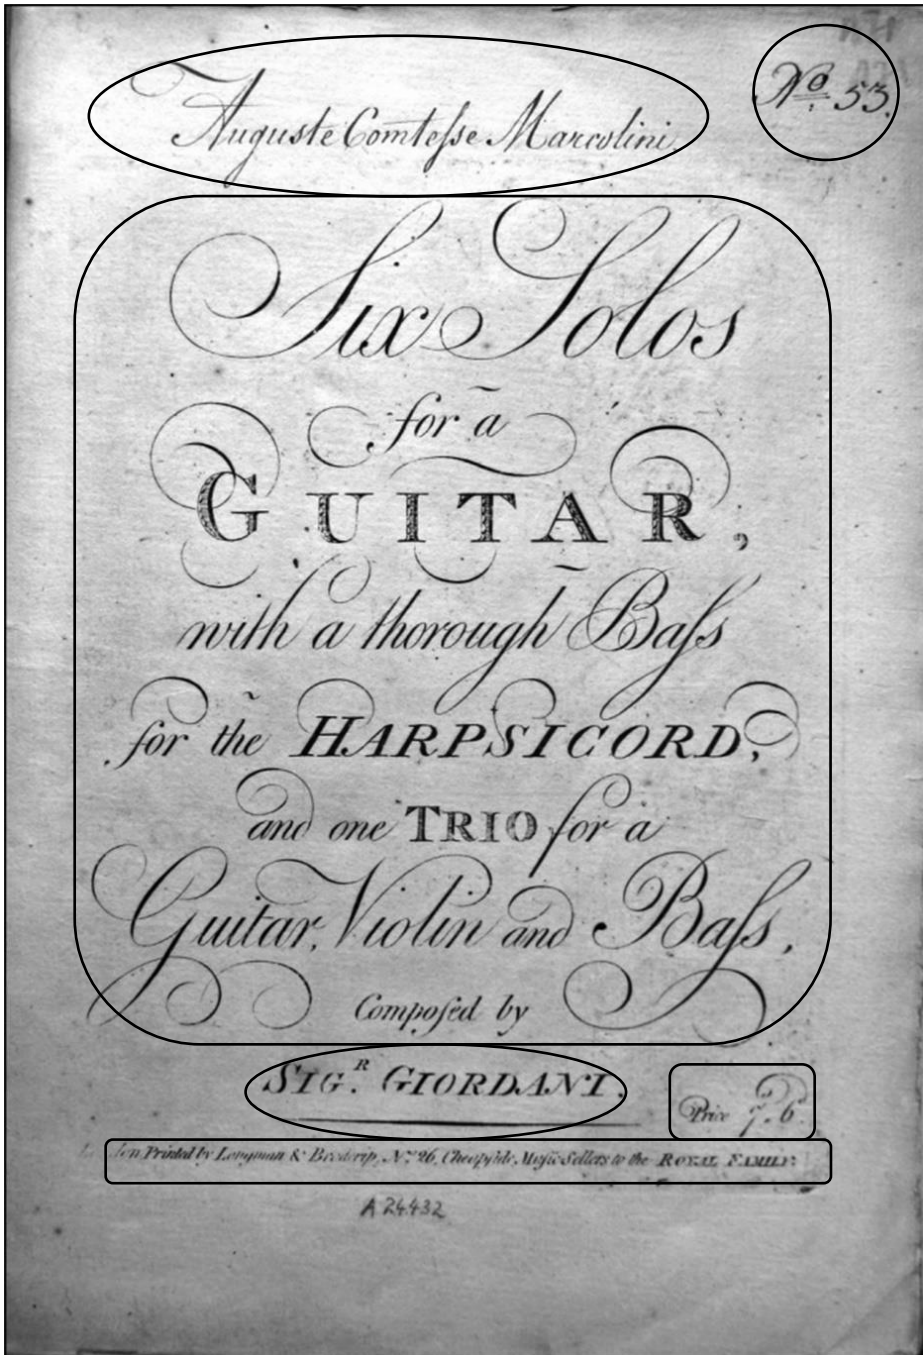 Auguste Comteſse Marcolini.
No. 53.
Six Solos
for a
GUITAR,
with a thorough Baſs
for the HARPSICORD,
and one TRIO for a
Guitar, Violin and Baſs,
Compoſed by
SIG.R GIORDANI.
Price 7.6
London Printed by Longman & Broderip, No. 26, Cheapſide, Muſic Sellers to the ROYAL FAMILY.
A 24432